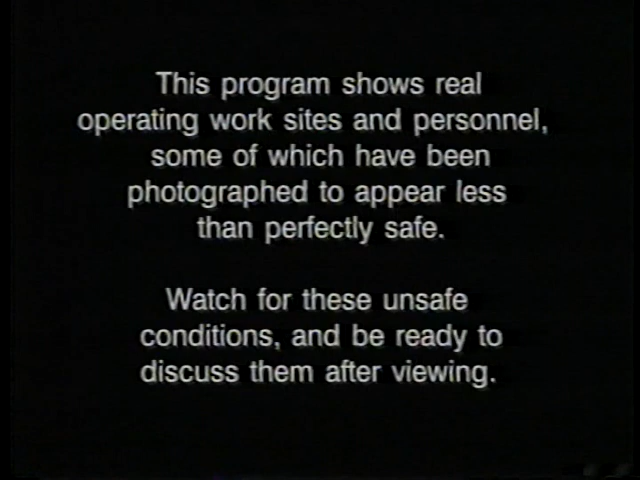 This program shows real
operating work sites and personnel,
some of which have been
photographed to appear less
than perfectly safe.
Watch for these unsafe
conditions, and be ready to
discuss them after viewing.